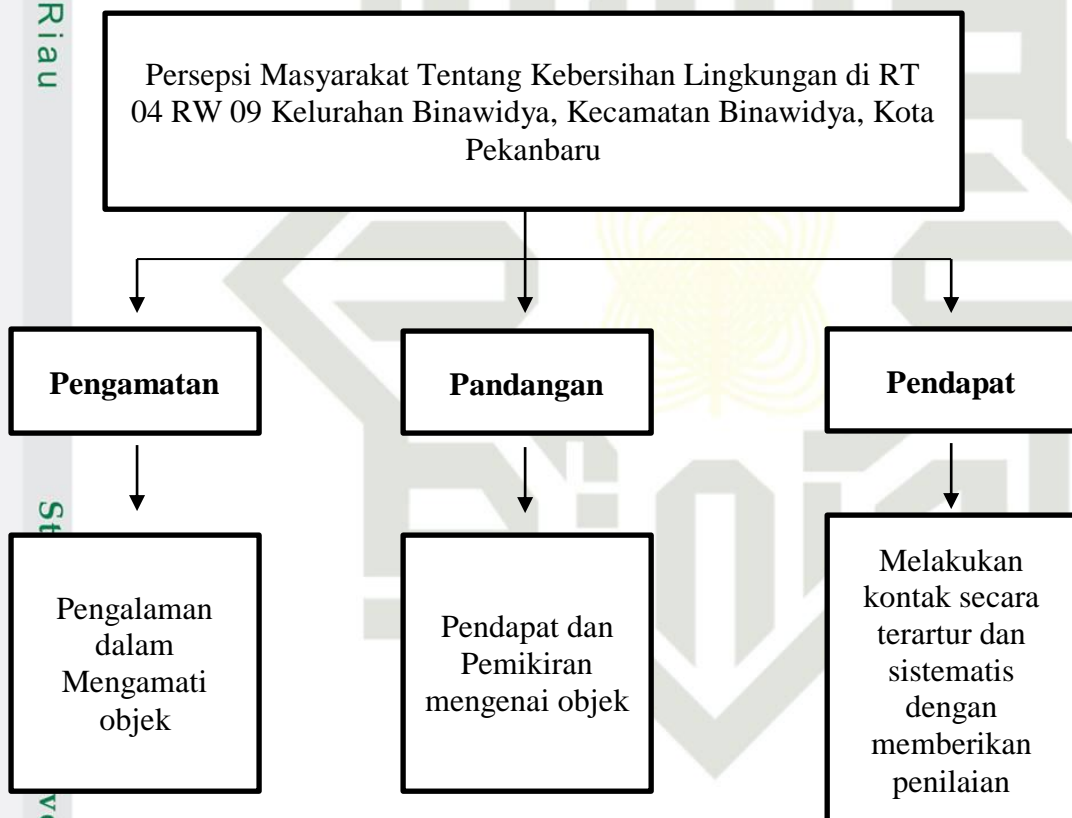 Riau
Persepsi Masyarakat Tentang Kebersihan Lingkungan di RT
04 RW 09 Kelurahan Binawidya, Kecamatan Binawidya, Kota
Pekanbaru
Pengamatan
Pandangan
Pendapat
Pengalaman
dalam
Mengamati
objek
Pendapat dan
Pemikiran
mengenai objek
Melakukan
kontak secara
terartur dan
sistematis
dengan
memberikan
penilaian